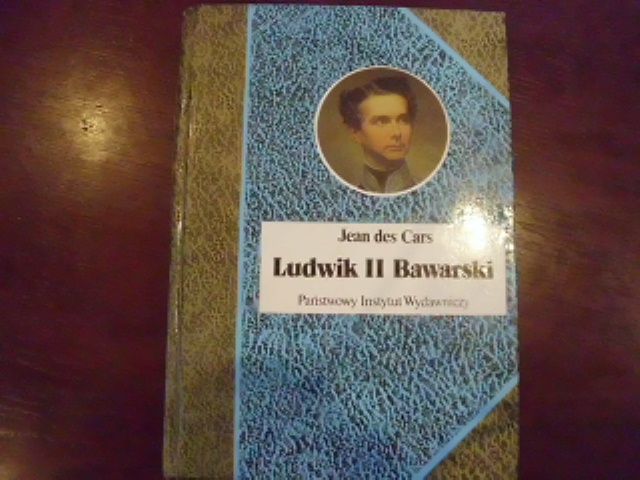 Jean des Cars
Ludwik II Bawarski
Państwowy Instytut Wydawniczy